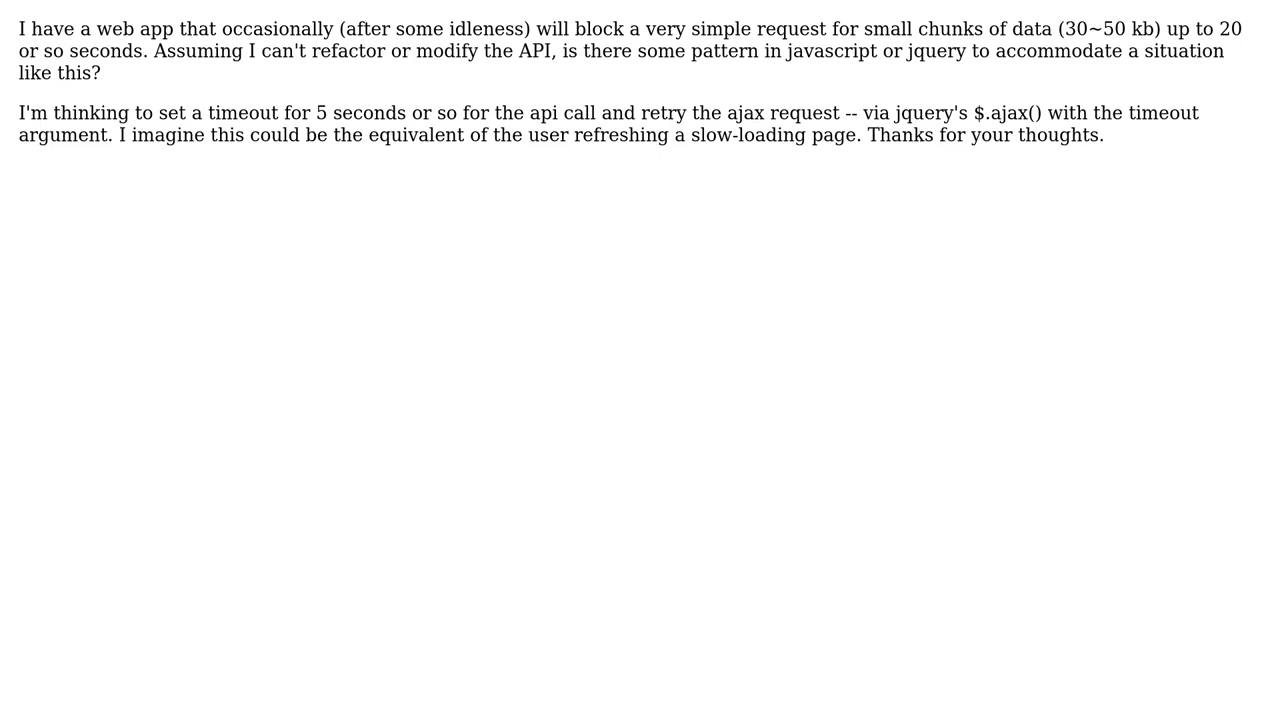 I have a web app that occasionally (after some idleness) will block a very simple request for small chunks of data (30~50 kb) up to 20
or so seconds. Assuming I can't refactor or modify the API, is there some pattern in javascript or jquery to accommodate a situation
like this?
I'm thinking to set a timeout for 5 seconds or so for the api call and retry the ajax request -- via jquery's $.ajax() with the timeout
argument. I imagine this could be the equivalent of the user refreshing a slow-loading page. Thanks for your thoughts.